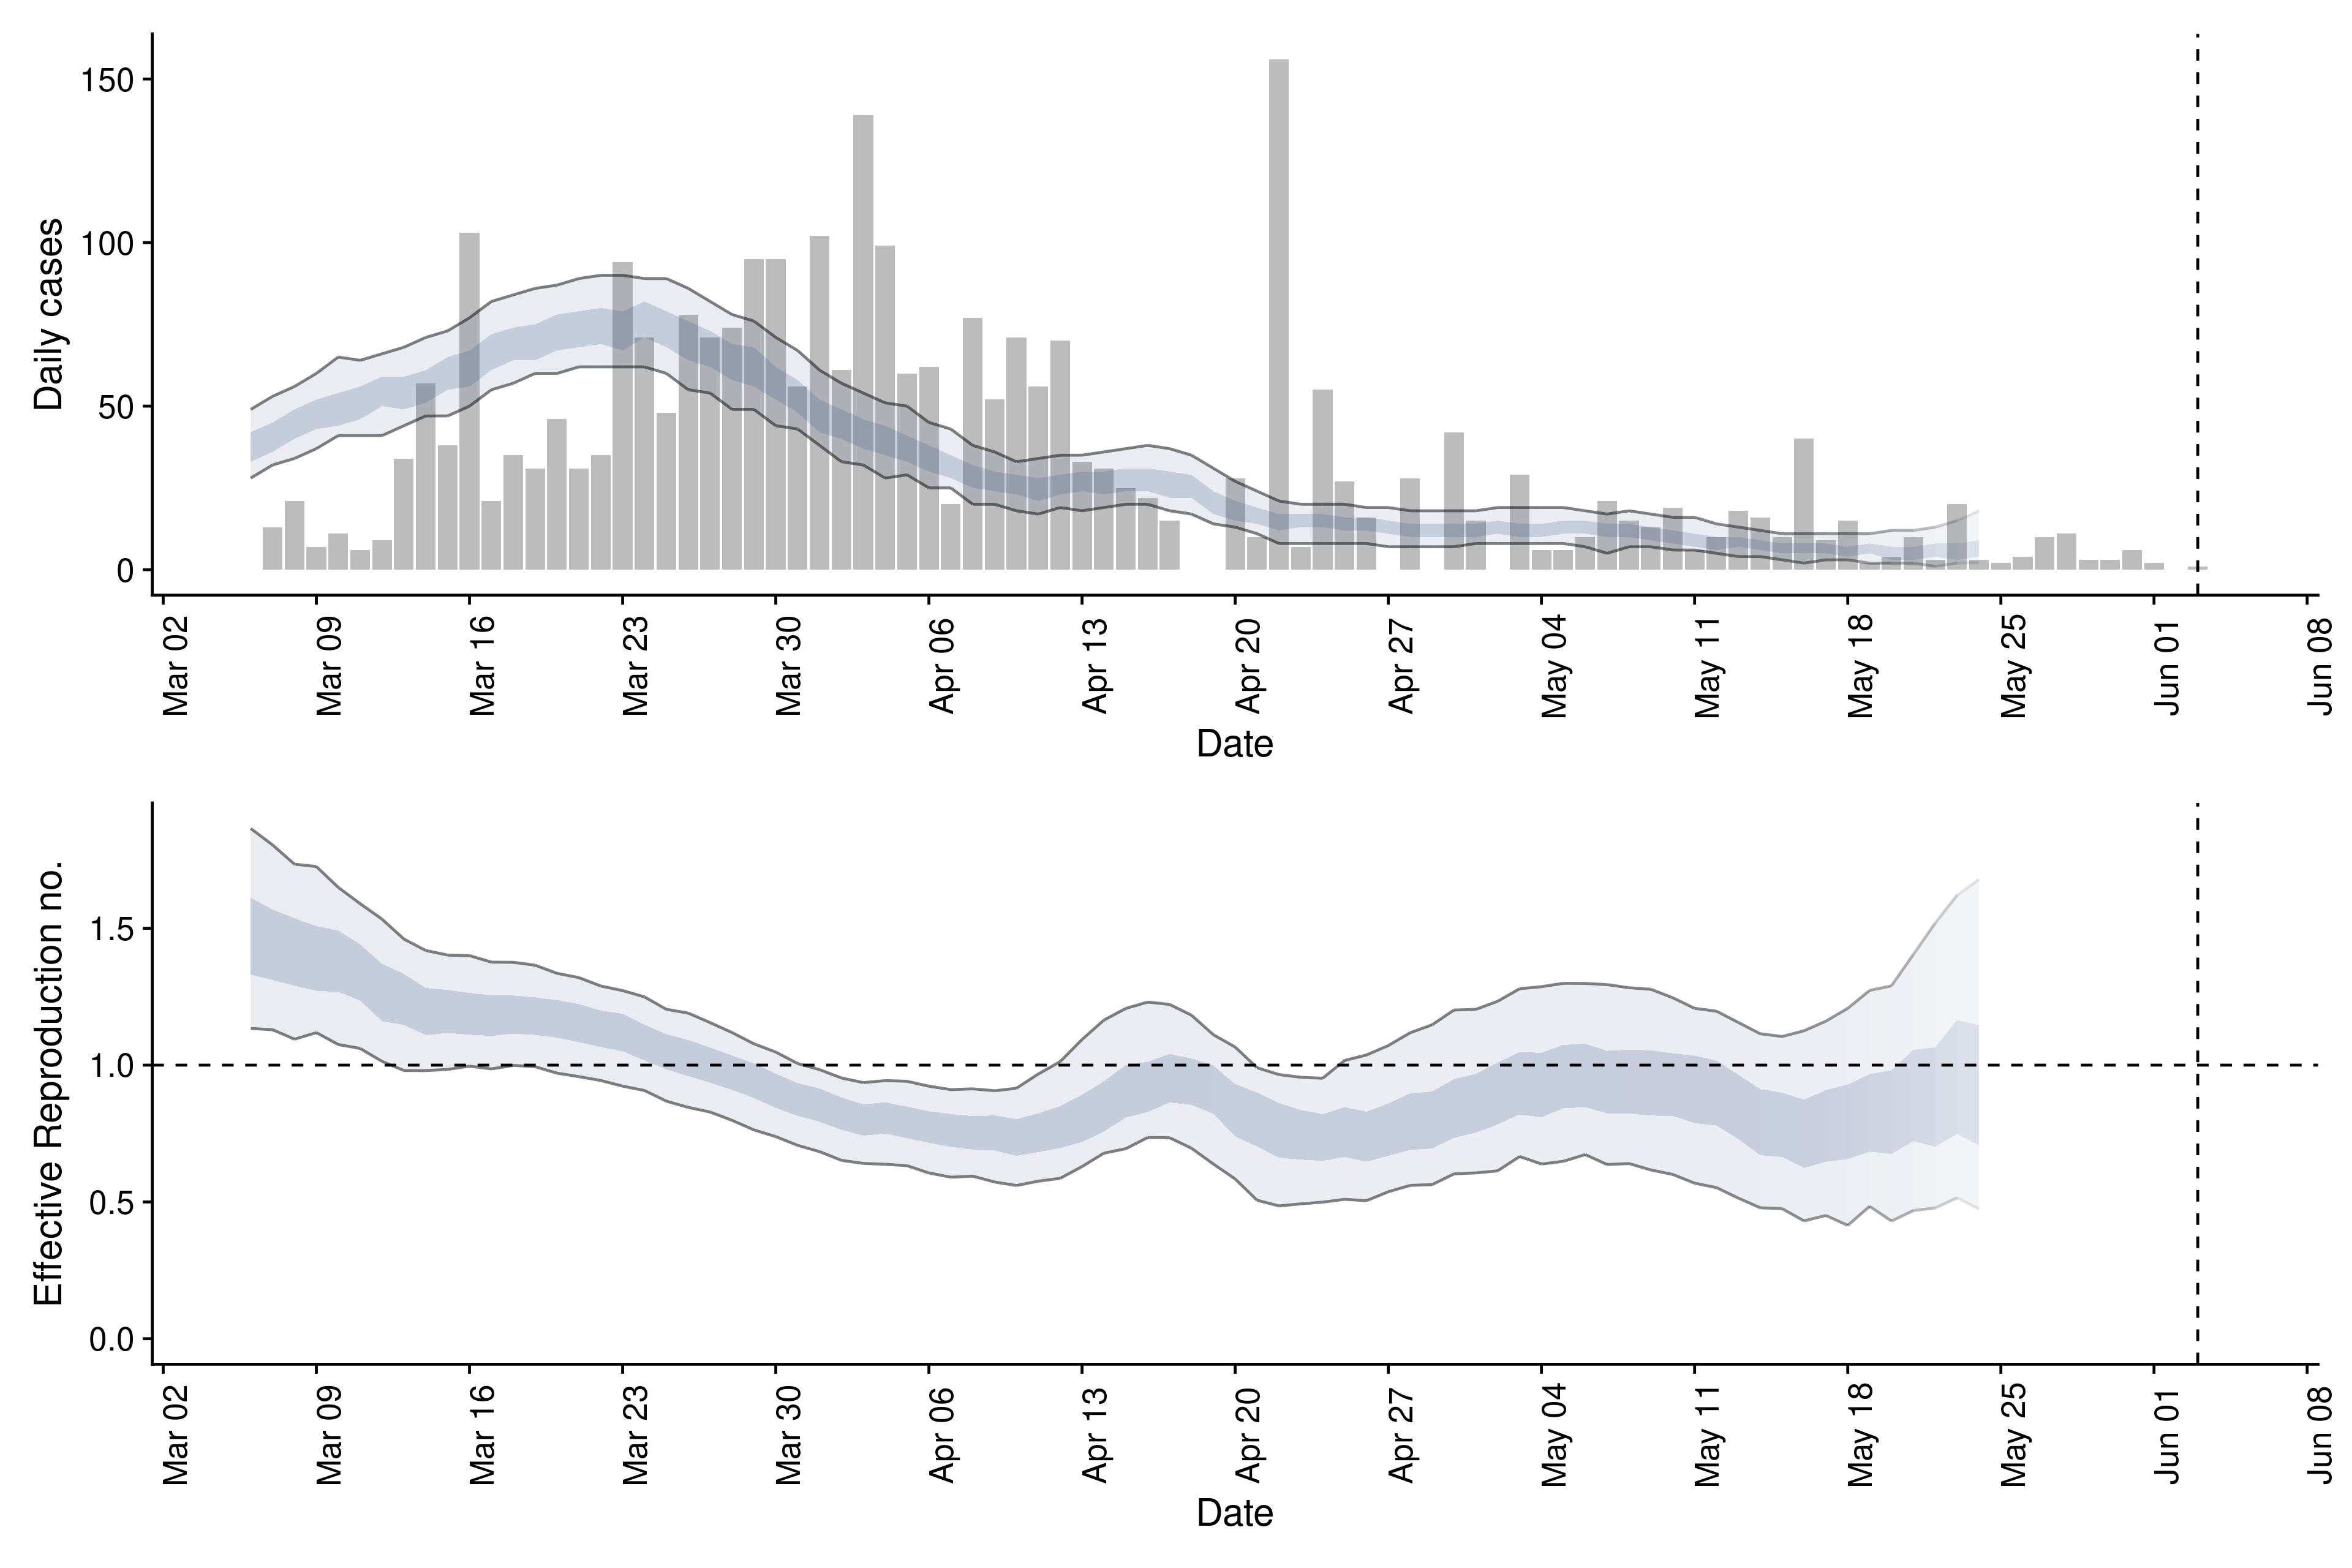 Daily cases
150
100
50
0
Mar 02
Mar 09
Mar 16
Mar 23
Mar 30
Apr 06
Apr 13
Apr 20
Apr 27
May 04
May 11
May 18
May 25
Jun 01
Jun 08
Date
Effective Reproduction no.
1.5
1.0
0.5
0.0
Mar 02
Mar 09
Mar 16
Mar 23
Mar 30
Apr 06
Apr 13
Apr 20
Apr 27
May 04
May 11
May 18
May 25
Jun 01
Jun 08
Date